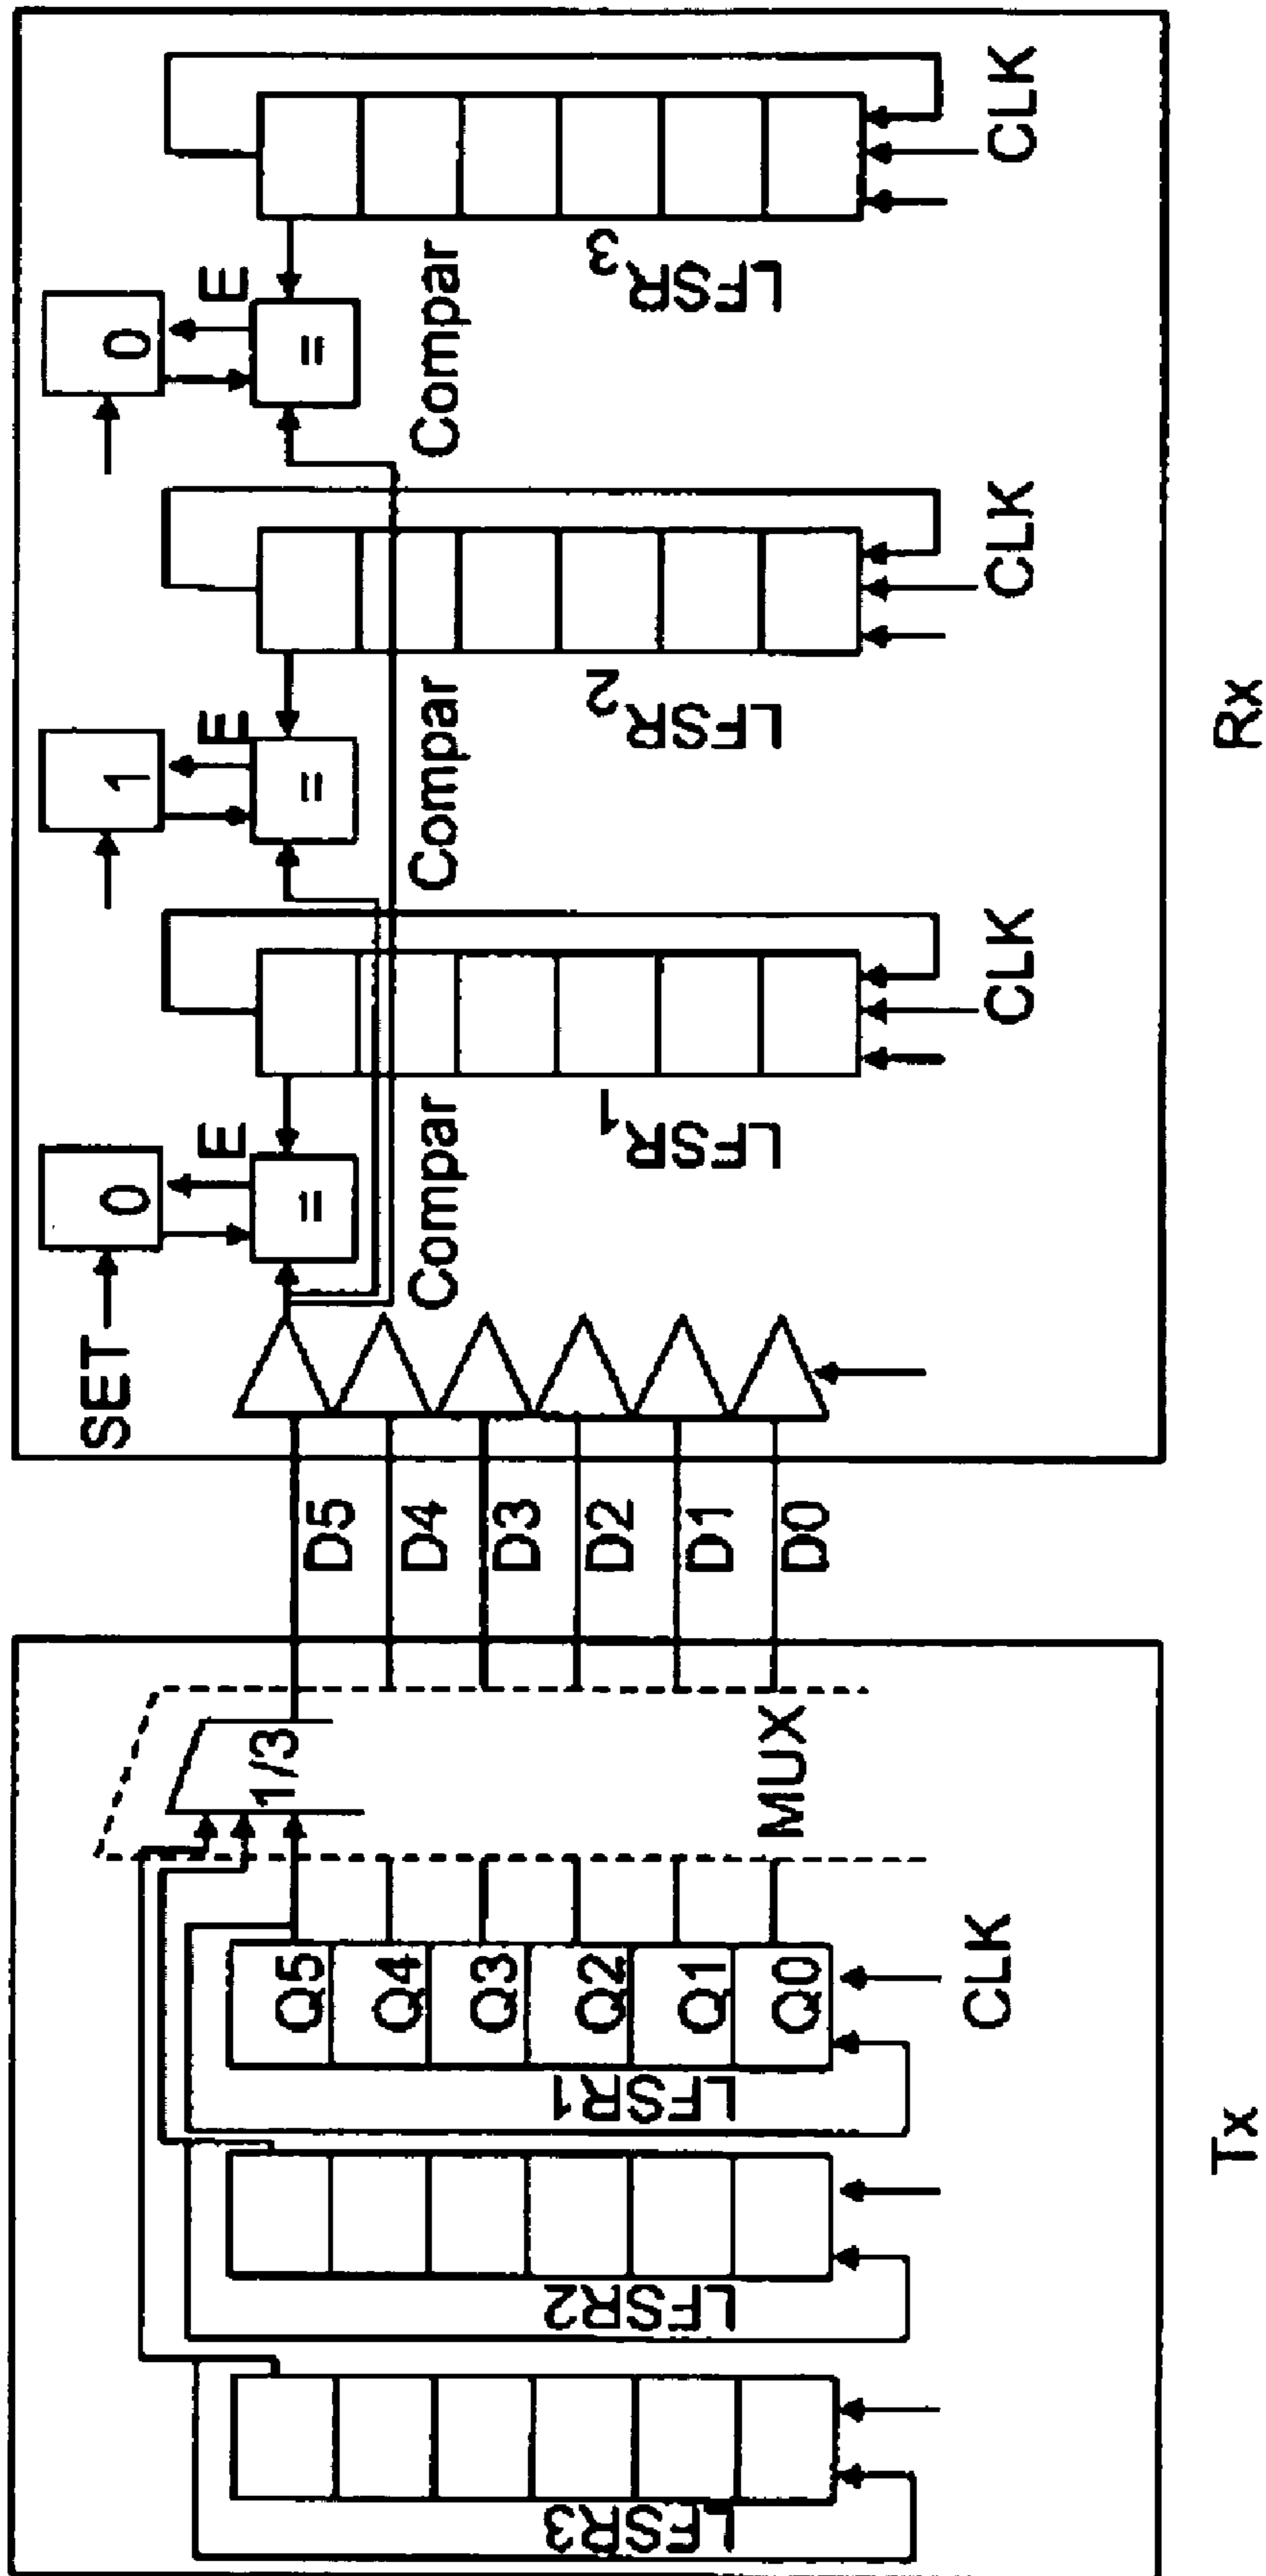 SET
0
1
0
E
E
E
=
=
=
Compar
Compar
Compar
LFSR1
LFSR2
LFSR3
CLK
CLK
CLK
Rx
D5
D4
D3
D2
D1
D0
1/3
MUX
LFSR3
LFSR2
LFSR1
Q5
Q4
Q3
Q2
Q1
Q0
CLK
Tx